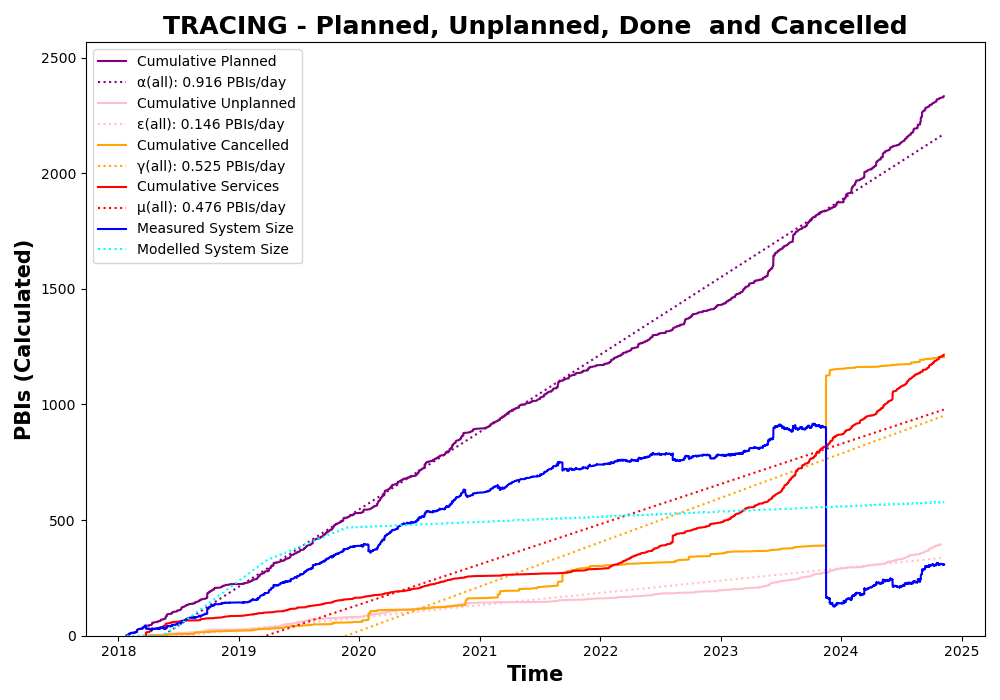 TRACING - Planned, Unplanned, Done  and Cancelled
PBIs (Calculated)
2500
2000
1500
1000
500
0
Cumulative Planned
α(all): 0.916 PBIs/day
Cumulative Unplanned
ε(all): 0.146 PBIs/day
Cumulative Cancelled
γ(all): 0.525 PBIs/day
Cumulative Services
μ(all): 0.476 PBIs/day
Measured System Size
Modelled System Size
2018 2019 2020 2021 2022 2023 2024 2025
Time